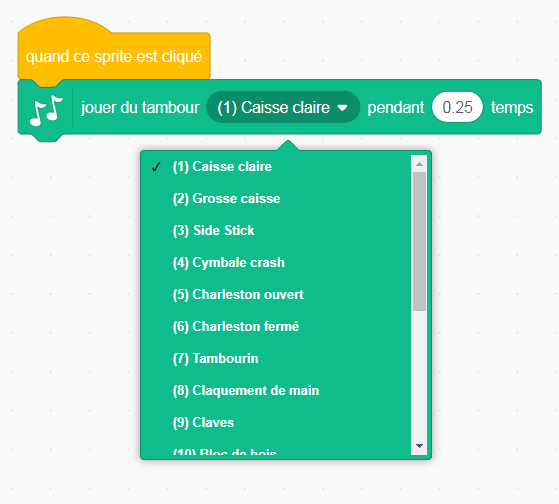 quand ce sprite est cliqué
jouer du tambour (1) Caisse claire pendant 0.25 temps
(1) Caisse claire
(2) Grosse caisse
(3) Side Stick
(4) Cymbale crash
(5) Charleston ouvert
(6) Charleston fermé
(7) Tambourin
(8) Claquement de main
(9) Claves
(10) Bloc de bois